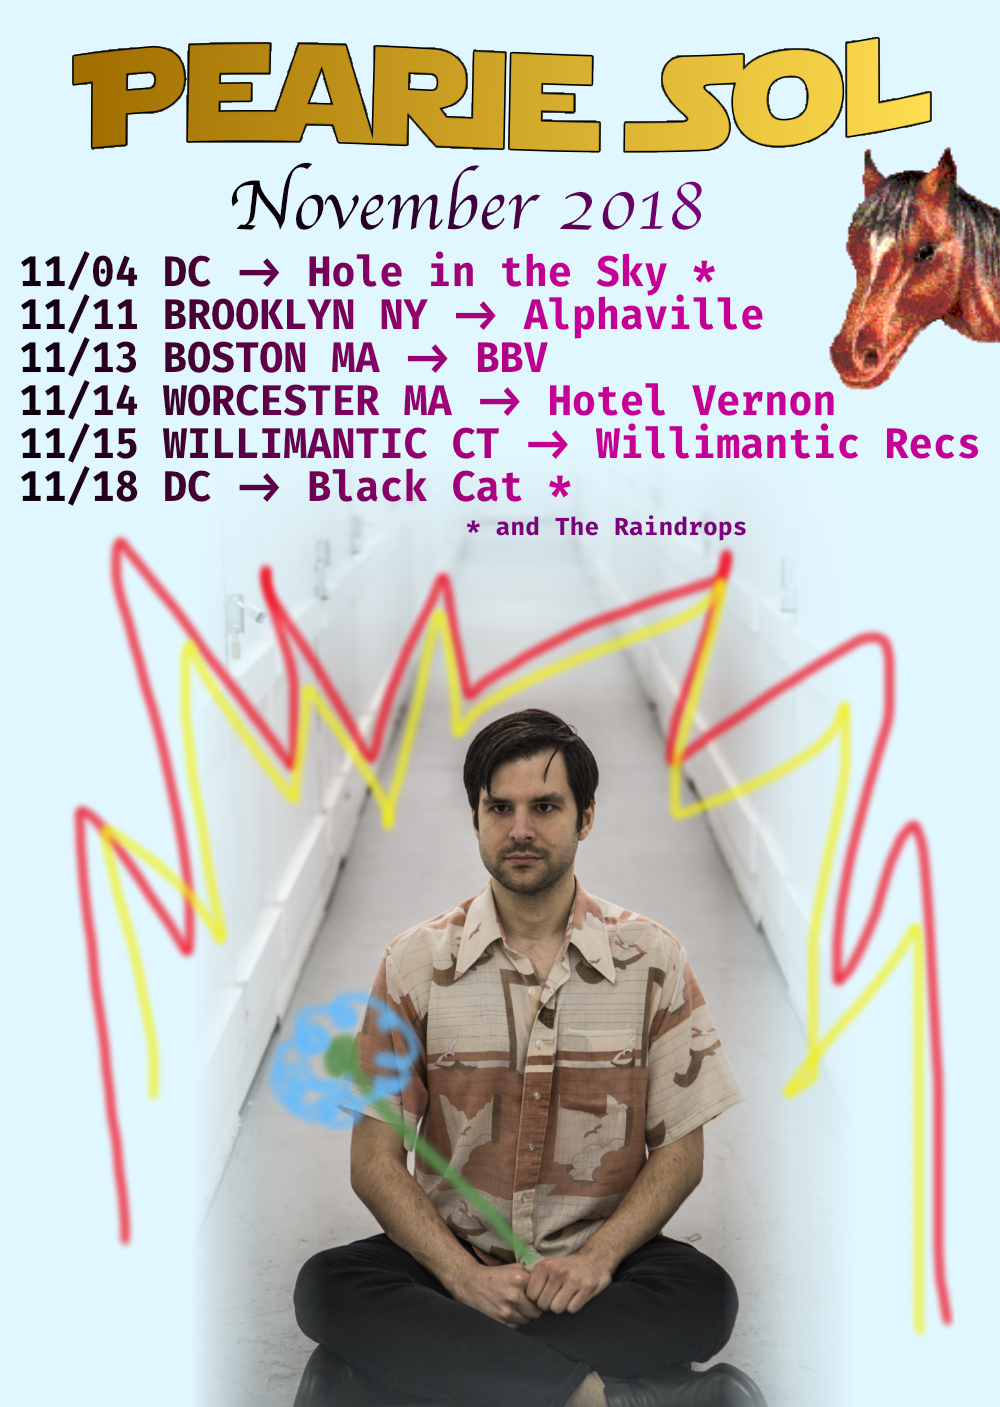 PEARIE SOL
November 2018
11/04 DC → Hole in the Sky *
11/11 BROOKLYN NY → Alphaville
11/13 BOSTON MA → BBV
11/14 WORCESTER MA → Hotel Vernon
11/15 WILLIMANTIC CT → Willimantic Recs
11/18 DC → Black Cat *
* and The Raindrops